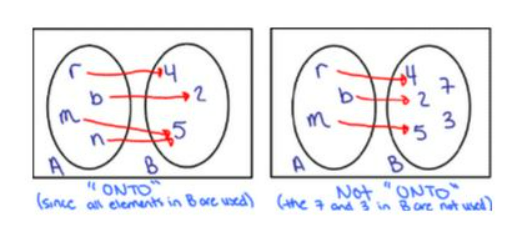 r 4
b 2
m 5
n
A B
"ONTO"
(since all elements in B are used)
r 4 7
b 2
m 5 3
A B
NOT "ONTO"
(the 7 and 3 in B are not used)